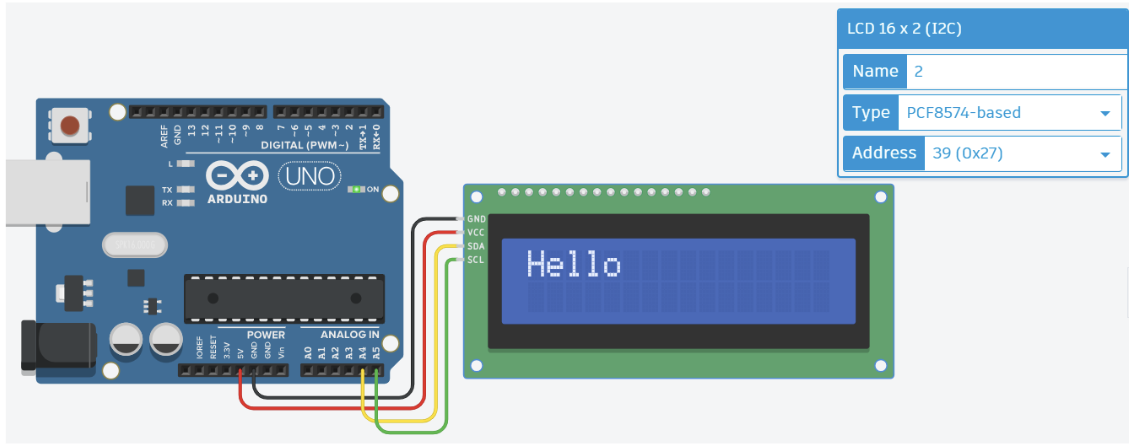 LCD 16 x 2 (I2C)
Name 2
Type PCF8574-based
Address 39 (0x27)
AREF
GND
13
12
~11
~10
~9
8
7
~6
~5
4
~3
2
TX→1
RX←0
DIGITAL (PWM~)
L
TX
RX
ARDUINO
UNO
ON
GND
VCC
SDA
SCL
Hello
POWER
ANALOG IN
IOREF
RESET
3.3V
5V
GND
GND
Vin
A0
A1
A2
A3
A4
A5